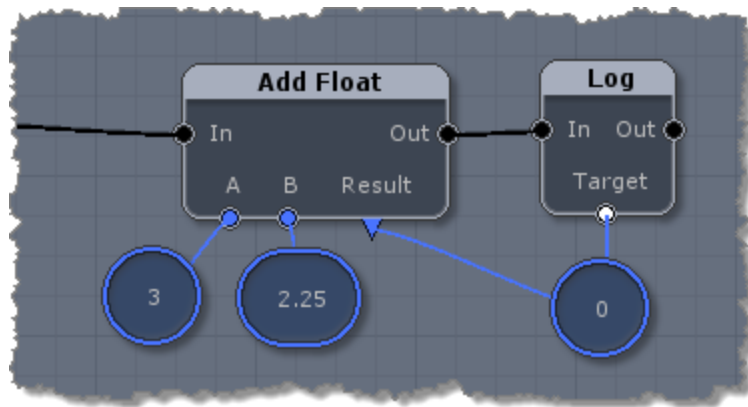 Add Float
Log
In Out
In Out
A B Result
Target
3
2.25
0